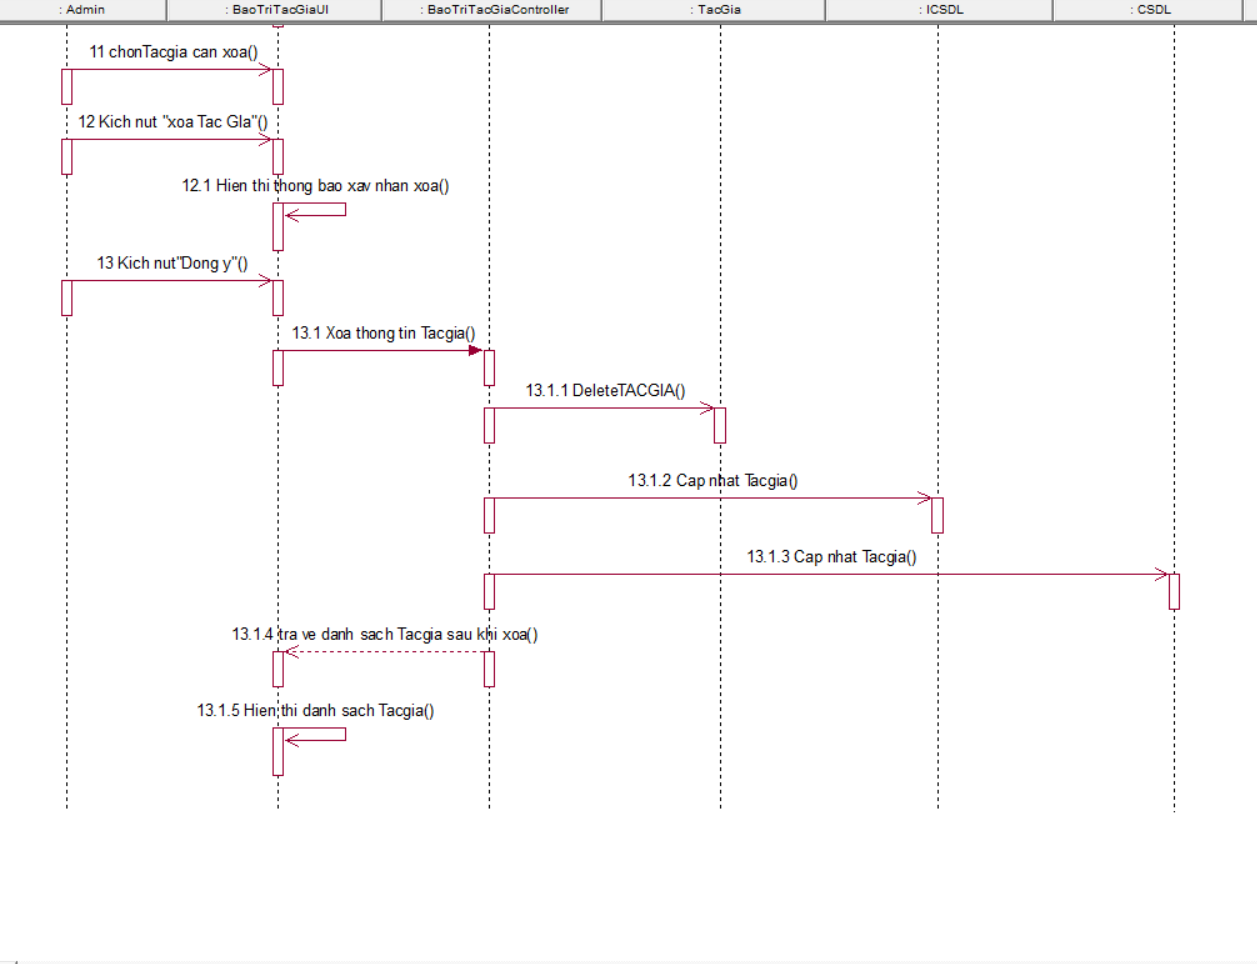 : Admin
: BaoTriTacGiaUI
: BaoTriTacGiaController
: TacGia
: ICSDL
: CSDL
11 chonTacgia can xoa()
12 Kich nut "xoa Tac GIa"()
12.1 Hien thi thong bao xav nhan xoa()
13 Kich nut"Dong y"()
13.1 Xoa thong tin Tacgia()
13.1.1 DeleteTACGIA()
13.1.2 Cap nhat Tacgia()
13.1.3 Cap nhat Tacgia()
13.1.4 tra ve danh sach Tacgia sau khi xoa()
13.1.5 Hien thi danh sach Tacgia()